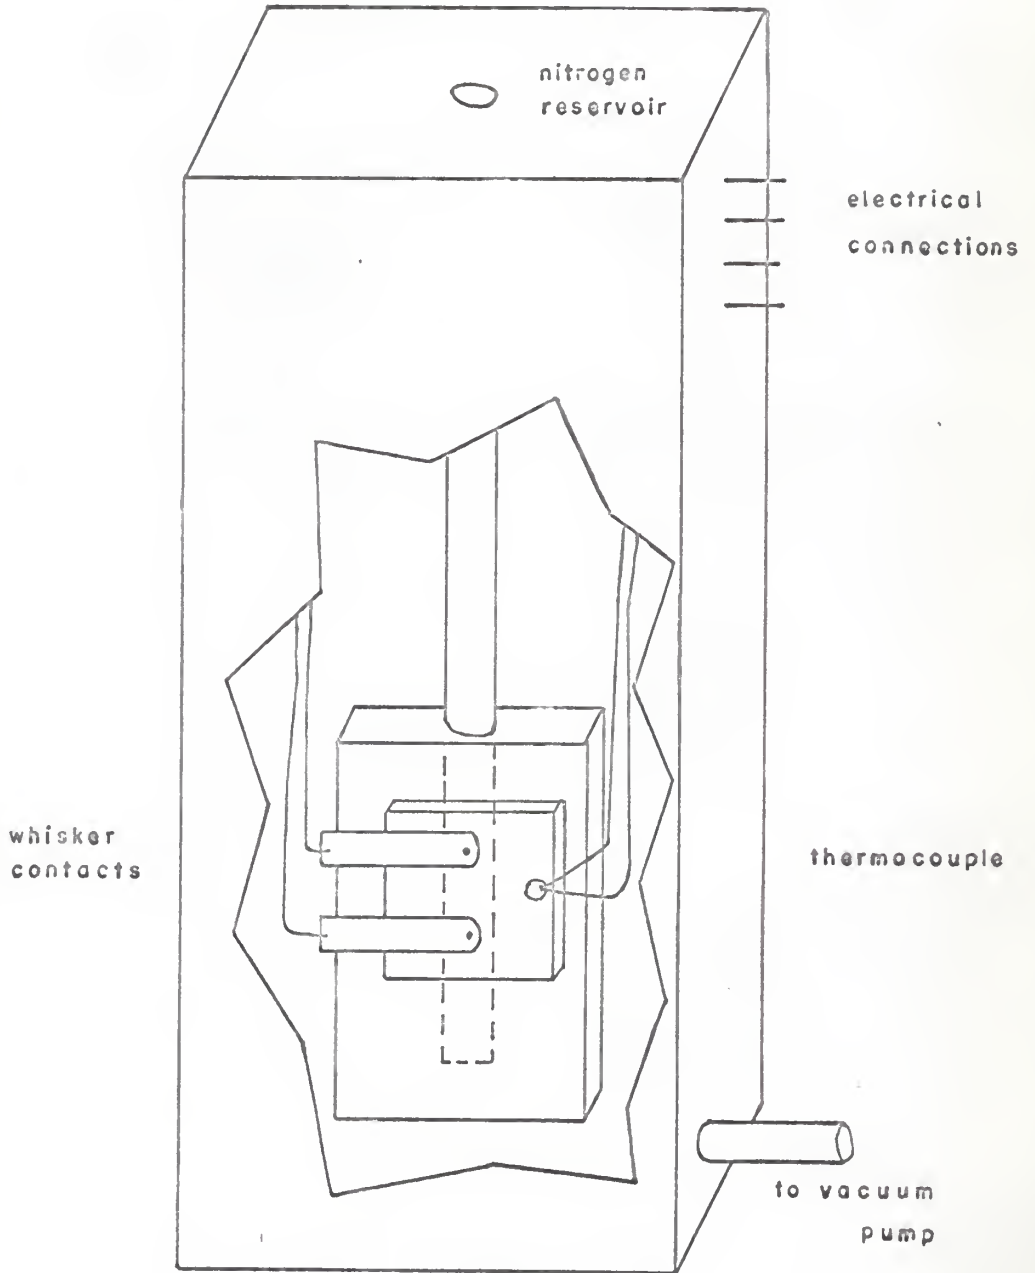 nitrogen
reservoir
electrical
connections
whisker
contacts
thermocouple
to vacuum
pump